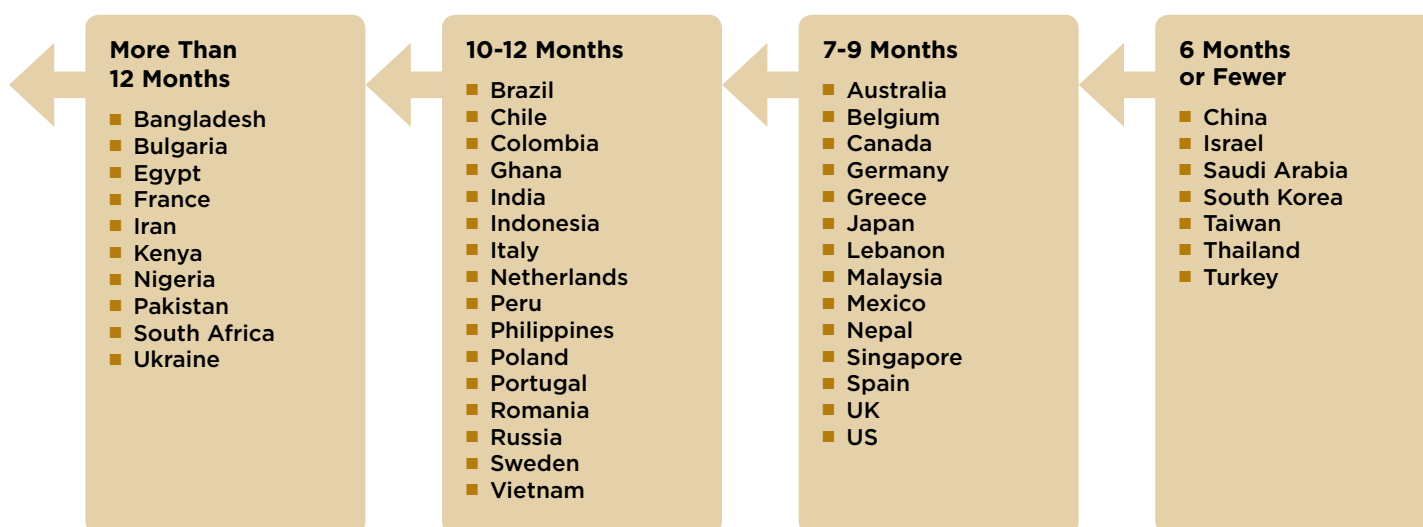 More Than
12 Months
Bangladesh
Bulgaria
Egypt
France
Iran
Kenya
Nigeria
Pakistan
South Africa
Ukraine
10-12 Months
Brazil
Chile
Colombia
Ghana
India
Indonesia
Italy
Netherlands
Peru
Philippines
Poland
Portugal
Romania
Russia
Sweden
Vietnam
7-9 Months
Australia
Belgium
Canada
Germany
Greece
Japan
Lebanon
Malaysia
Mexico
Nepal
Singapore
Spain
UK
US
6 Months
or Fewer
China
Israel
Saudi Arabia
South Korea
Taiwan
Thailand
Turkey